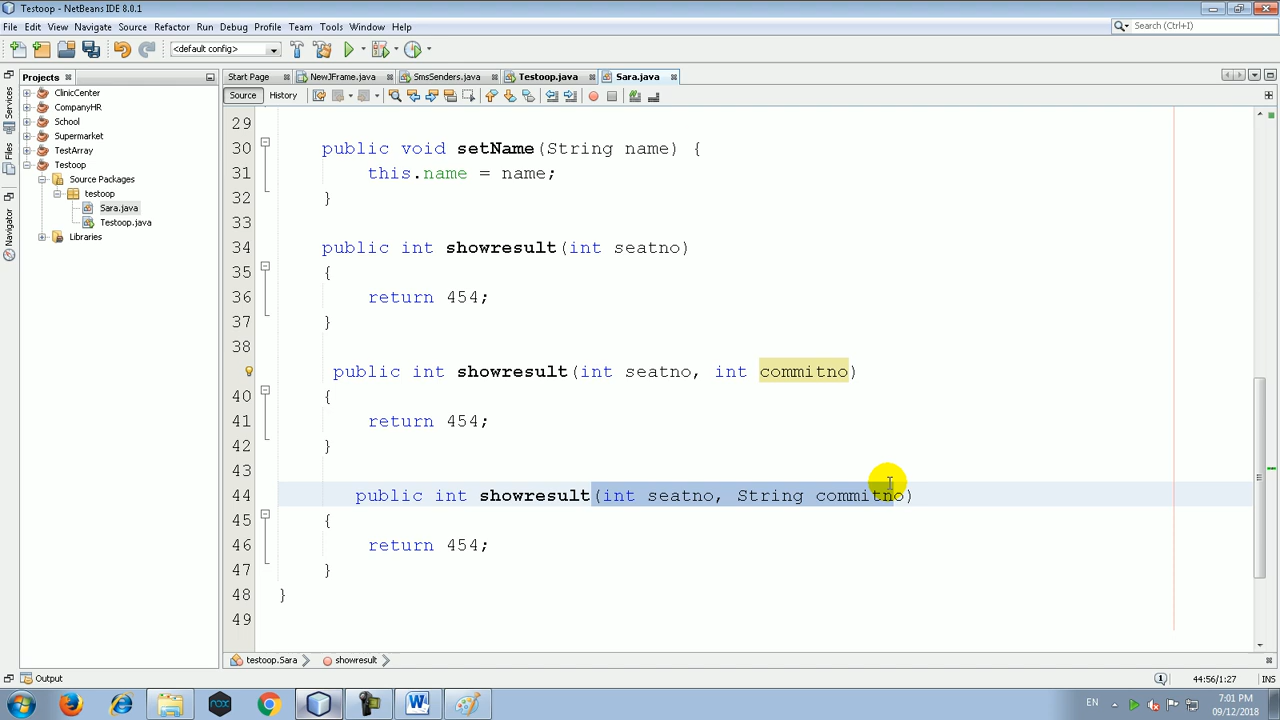 Testoop - NetBeans IDE 8.0.1
File Edit View Navigate Source Refactor Run Debug Profile Team Tools Window Help
Search (Ctrl+I)
<default config>
Projects
Start Page NewJFrame.java SmsSenders.java Testoop.java Sara.java
Source History
Services
Files
Navigator
ClinicCenter
CompanyHR
School
Supermarket
TestArray
Testoop
Source Packages
testoop
Sara.java
Testoop.java
Libraries
29
30 public void setName(String name) {
31 this.name = name;
32 }
33
34 public int showresult(int seatno)
35 {
36 return 454;
37 }
38
public int showresult(int seatno, int commitno)
40 {
41 return 454;
42 }
43
44 public int showresult(int seatno, String commitno)
45 {
46 return 454;
47 }
48 }
49
testoop.Sara showresult
Output
1 44:56/1:27 INS
nox
EN
7:01 PM
09/12/2018